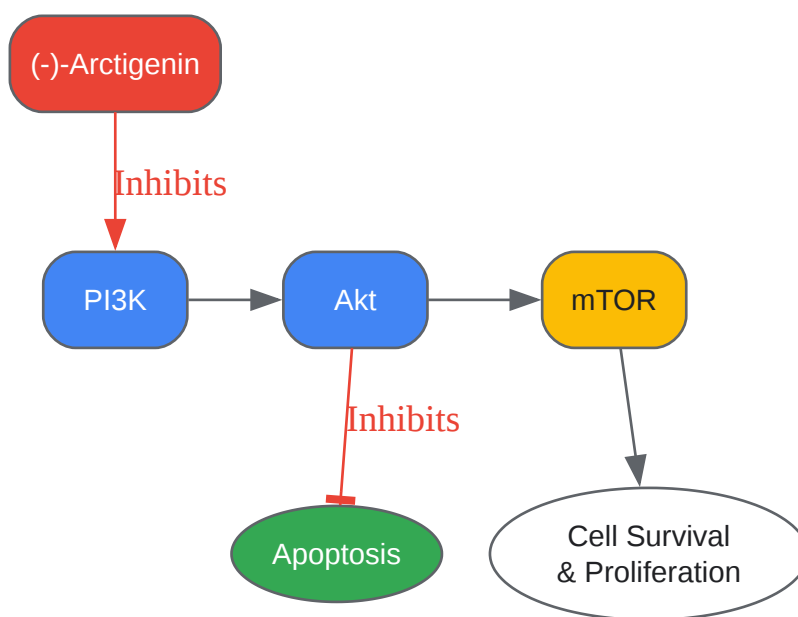 (-)-Arctigenin
Inhibits
PI3K
Akt
mTOR
Inhibits
Apoptosis
Cell Survival
& Proliferation